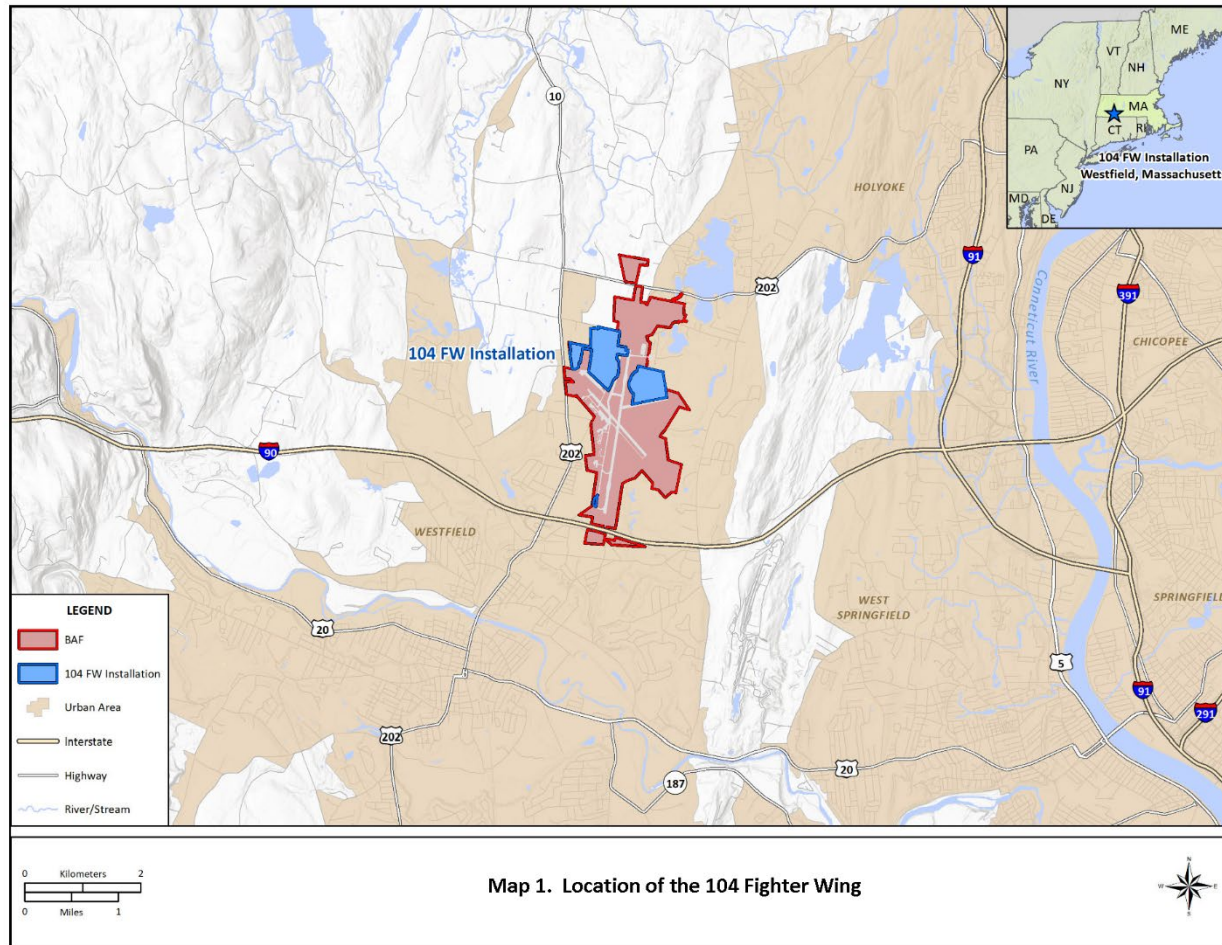 10
HOLYOKE
202
91
Connecticut River
391
CHICOPEE
104 FW Installation
90
202
WESTFIELD
WEST
SPRINGFIELD
SPRINGFIELD
20
5
91
291
202
20
187
ME
VT
NH
NY
MA
CT
RI
PA
NJ
MD
DE
104 FW Installation
Westfield, Massachusett
LEGEND
BAF
104 FW Installation
Urban Area
Interstate
Highway
River/Stream
0 Kilometers 2
0 Miles 1
Map 1. Location of the 104 Fighter Wing
N
W E
S